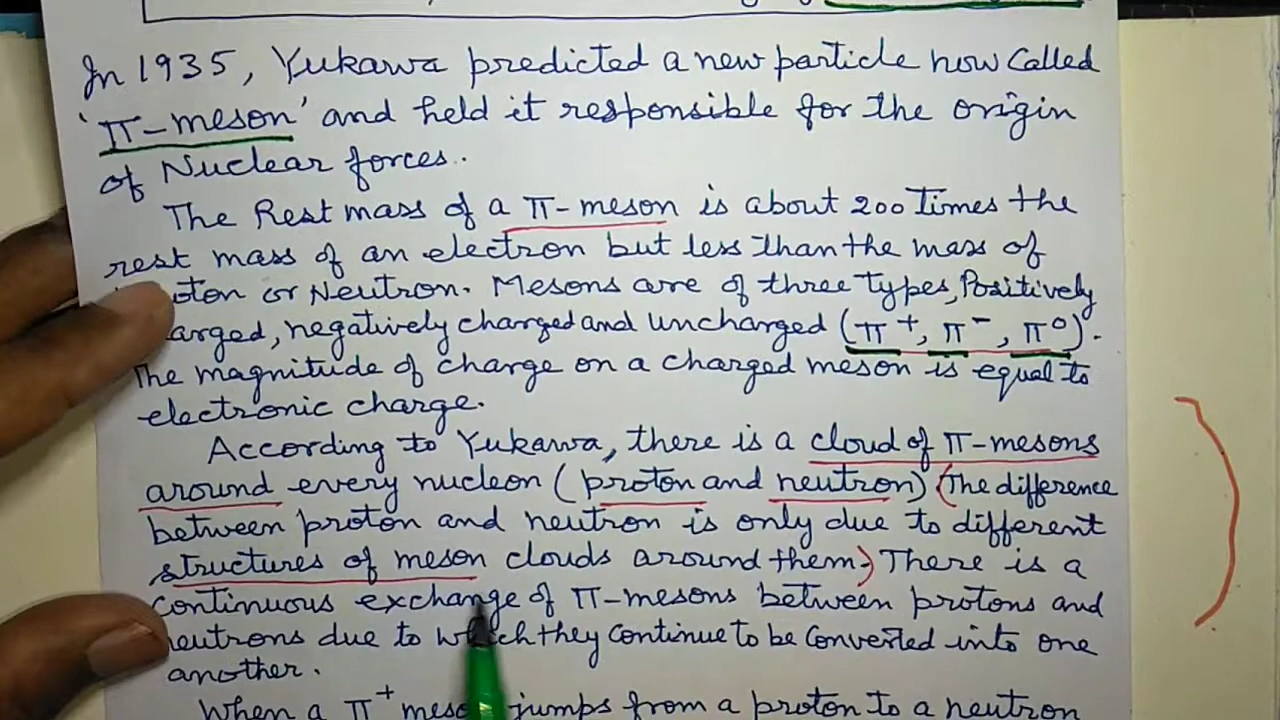 In 1935, Yukawa predicted a new particle now called
'π-meson' and held it responsible for the origin
of Nuclear forces.
The Rest mass of a π-meson is about 200 Times the
rest mass of an electron but less than the mass of
oton or Neutron. Mesons are of three types, Positively
arged, negatively charged and uncharged (π⁺, π⁻, π⁰).
The magnitude of charge on a charged meson is equal to
electronic charge.
According to Yukawa, there is a cloud of π-mesons
around every nucleon (proton and neutron) (The difference
between proton and neutron is only due to different
structures of meson clouds around them.) There is a
continuous exchange of π-mesons between protons and
neutrons due to which they continue to be converted into one
another.
When a π⁺ meson jumps from a proton to a neutron